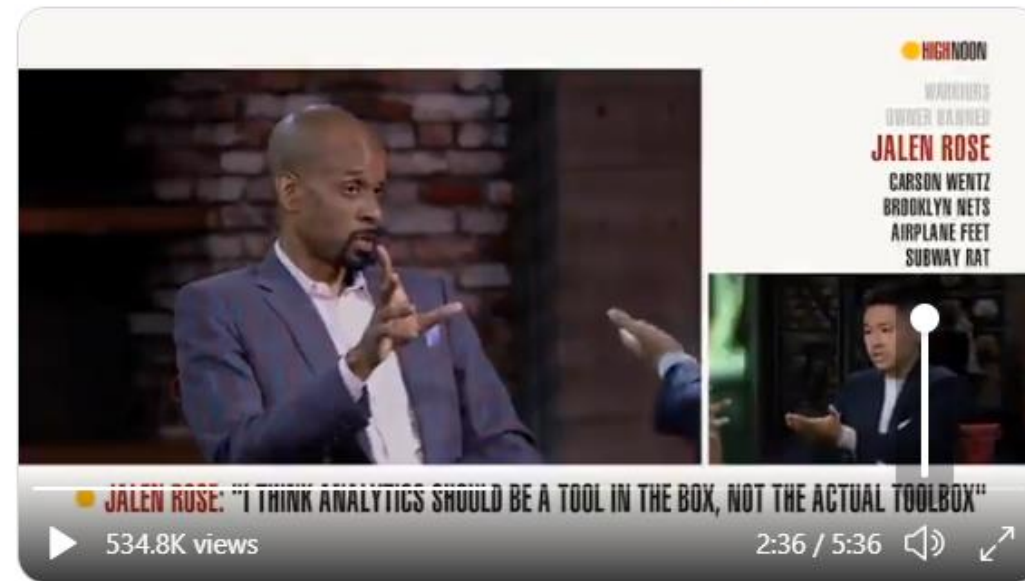 HIGHNOON
WARRIORS
OWNER BANNED
JALEN ROSE
CARSON WENTZ
BROOKLYN NETS
AIRPLANE FEET
SUBWAY RAT
JALEN ROSE: "I THINK ANALYTICS SHOULD BE A TOOL IN THE BOX, NOT THE ACTUAL TOOLBOX"
534.8K views
2:36 / 5:36